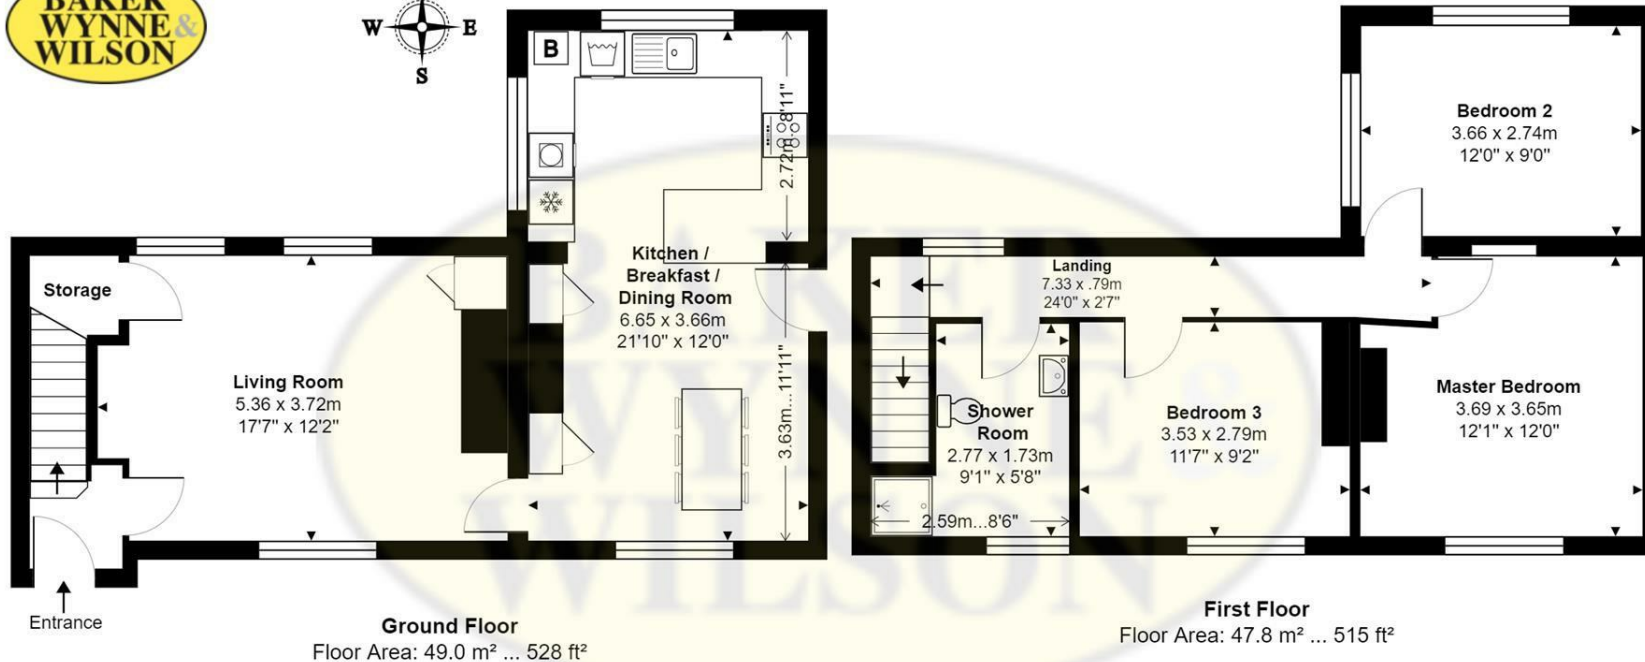 BAKER
WYNNE &
WILSON
W E
S
B
2.72m...8'11"
Kitchen /
Breakfast /
Dining Room
6.65 x 3.66m
21'10" x 12'0"
3.63m...11'11"
Storage
Living Room
5.36 x 3.72m
17'7" x 12'2"
Entrance
Ground Floor
Floor Area: 49.0 m² ... 528 ft²
Bedroom 2
3.66 x 2.74m
12'0" x 9'0"
Landing
7.33 x .79m
24'0" x 2'7"
Shower
Room
2.77 x 1.73m
9'1" x 5'8"
2.59m...8'6"
Bedroom 3
3.53 x 2.79m
11'7" x 9'2"
Master Bedroom
3.69 x 3.65m
12'1" x 12'0"
First Floor
Floor Area: 47.8 m² ... 515 ft²
BAKER
WYNNE &
WILSON